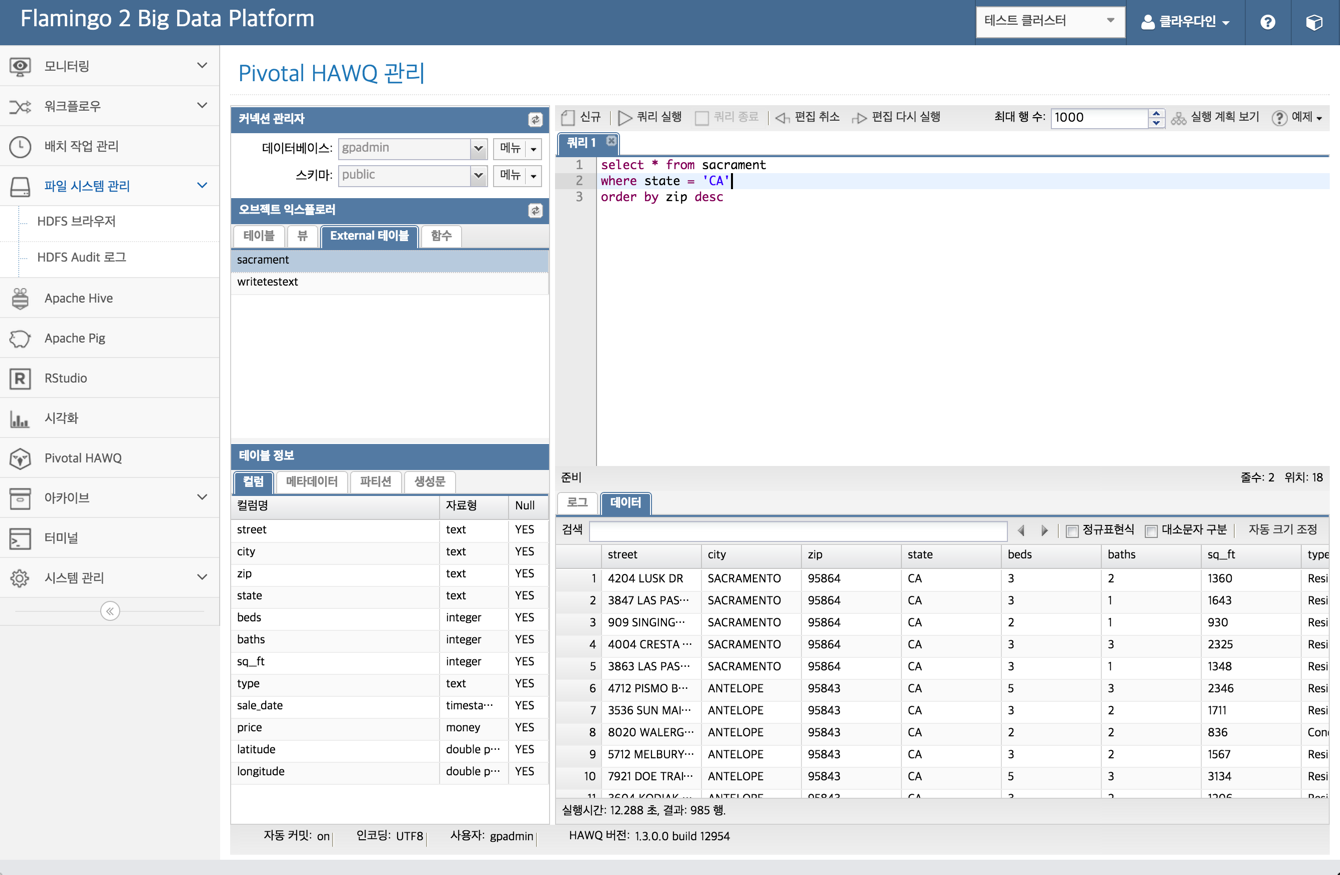 Flamingo 2 Big Data Platform
테스트 클러스터
클라우다인
모니터링
워크플로우
배치 작업 관리
파일 시스템 관리
HDFS 브라우저
HDFS Audit 로그
Apache Hive
Apache Pig
RStudio
시각화
Pivotal HAWQ
아카이브
터미널
시스템 관리
Pivotal HAWQ 관리
커넥션 관리자
데이터베이스: gpadmin 메뉴
스키마: public 메뉴
오브젝트 익스플로러
테이블 뷰 External 테이블 함수
sacrament
writetestext
테이블 정보
컬럼 메타데이터 파티션 생성문
컬럼명 자료형 Null
street text YES
city text YES
zip text YES
state text YES
beds integer YES
baths integer YES
sq_ft integer YES
type text YES
sale_date timesta··· YES
price money YES
latitude double p··· YES
longitude double p··· YES
신규 쿼리 실행 쿼리 종료 편집 취소 편집 다시 실행 최대 행 수: 1000 실행 계획 보기 예제
쿼리 1
1 select * from sacrament
2 where state = 'CA'
3 order by zip desc
준비 줄수: 2 위치: 18
로그 데이터
검색 정규표현식 대소문자 구분 자동 크기 조정
street city zip state beds baths sq_ft type
1 4204 LUSK DR SACRAMENTO 95864 CA 3 2 1360 Resi
2 3847 LAS PAS··· SACRAMENTO 95864 CA 3 1 1643 Resi
3 909 SINGING··· SACRAMENTO 95864 CA 2 1 930 Resi
4 4004 CRESTA ··· SACRAMENTO 95864 CA 3 3 2325 Resi
5 3863 LAS PAS··· SACRAMENTO 95864 CA 3 1 1348 Resi
6 4712 PISMO B··· ANTELOPE 95843 CA 5 3 2346 Resi
7 3536 SUN MAI··· ANTELOPE 95843 CA 3 2 1711 Resi
8 8020 WALERG··· ANTELOPE 95843 CA 2 2 836 Con
9 5712 MELBURY··· ANTELOPE 95843 CA 3 2 1567 Resi
10 7921 DOE TRAI··· ANTELOPE 95843 CA 5 3 3134 Resi
11 3604 KODIAK ··· ANTELOPE 95843 CA 3 2 1206 Resi
실행시간: 12.288 초, 결과: 985 행.
자동 커밋: on 인코딩: UTF8 사용자: gpadmin HAWQ 버전: 1.3.0.0 build 12954